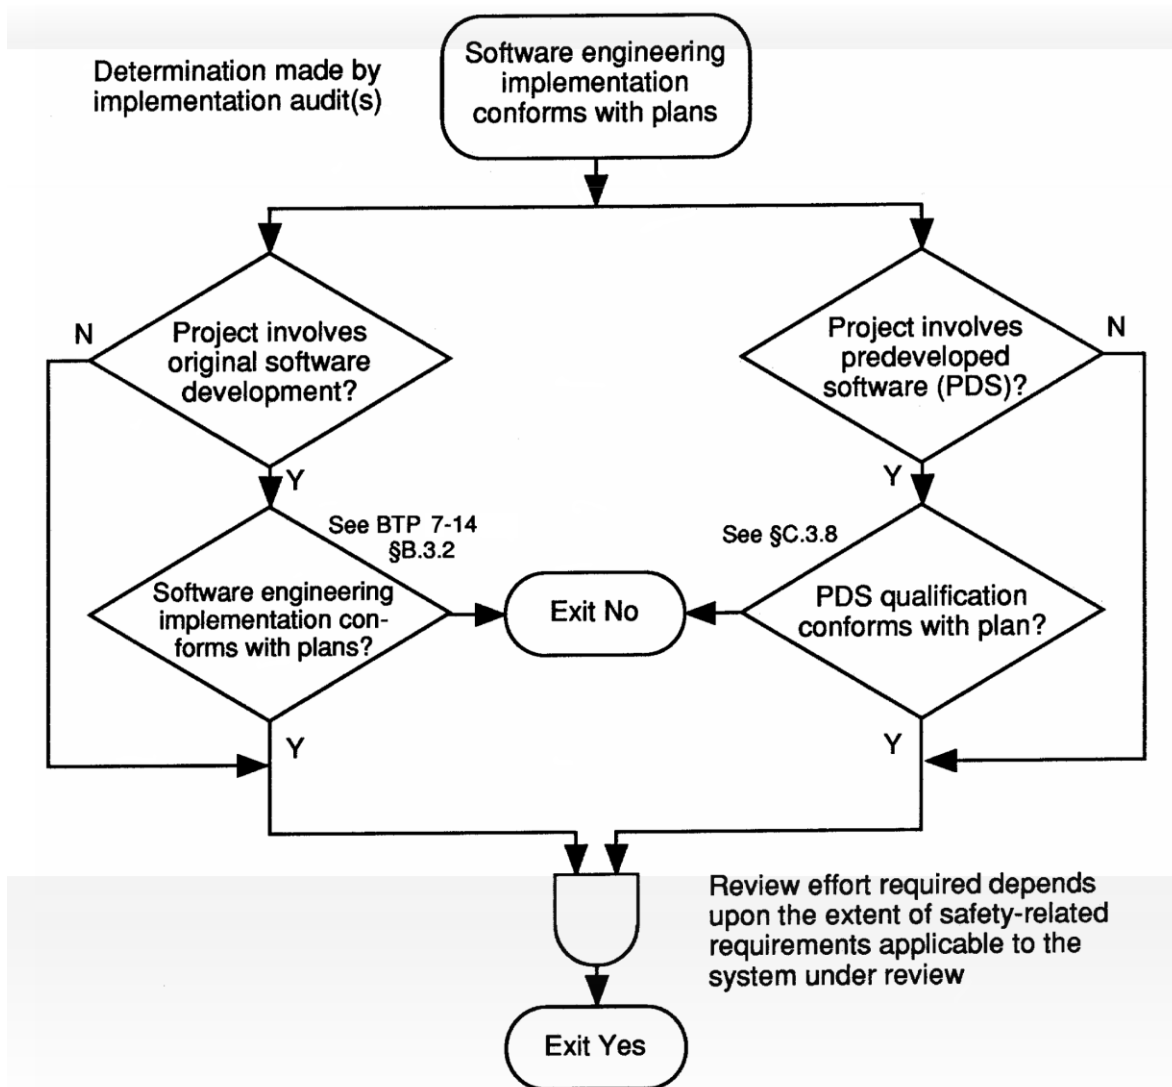 Determination made by
implementation audit(s)
Software engineering
implementation
conforms with plans
N
Project involves
original software
development?
Project involves
predeveloped
software (PDS)?
N
Y
Y
See BTP 7-14
§B.3.2
See §C.3.8
Software engineering
implementation con-
forms with plans?
Exit No
PDS qualification
conforms with plan?
Y
Y
Review effort required depends
upon the extent of safety-related
requirements applicable to the
system under review
Exit Yes